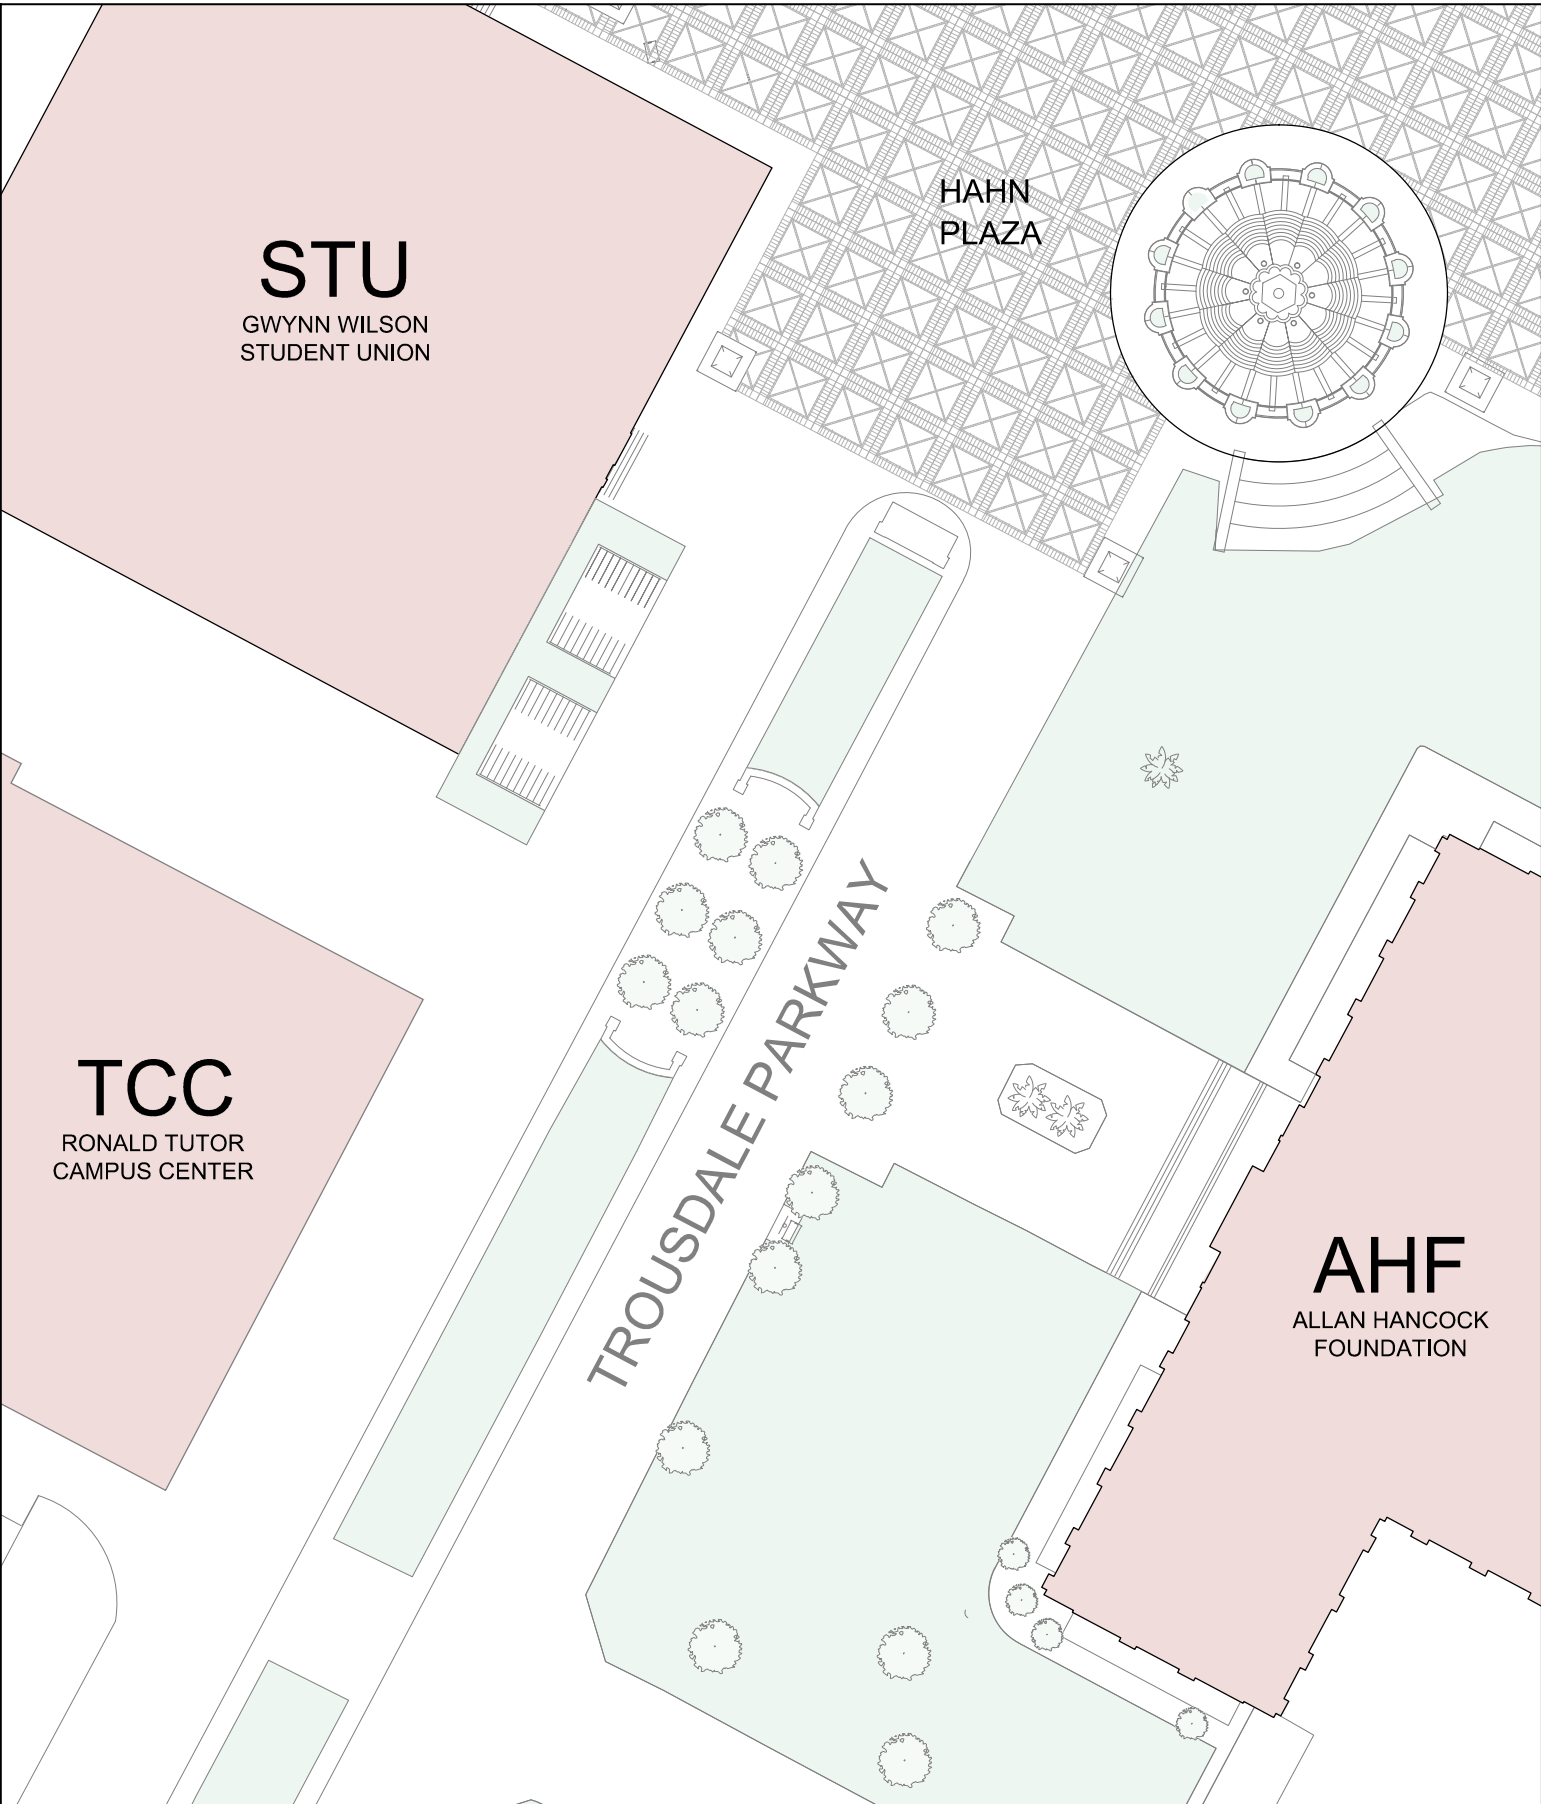 HAHN
PLAZA
STU
GWYNN WILSON
STUDENT UNION
TROUSDALE PARKWAY
TCC
RONALD TUTOR
CAMPUS CENTER
AHF
ALLAN HANCOCK
FOUNDATION